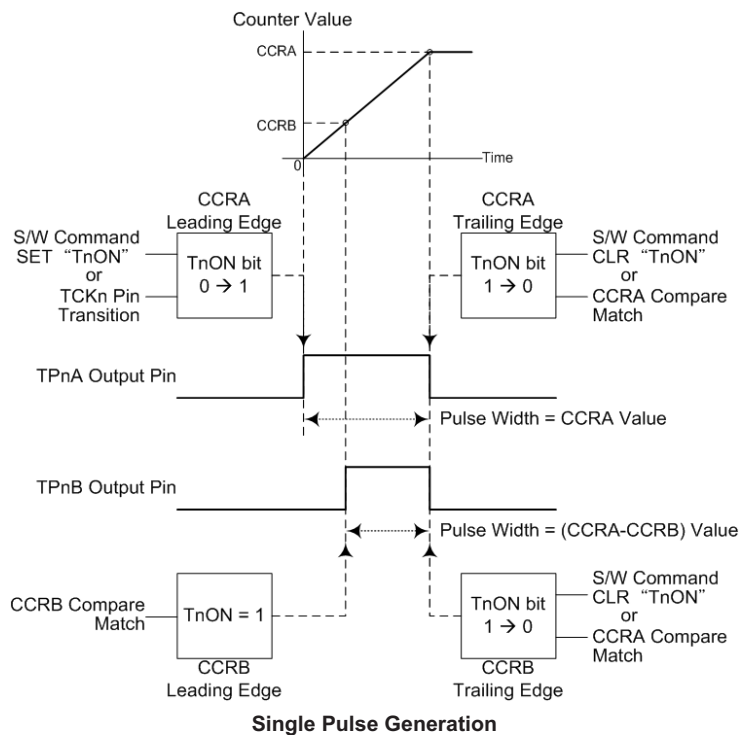 Counter Value
CCRA
CCRB
0
Time
CCRA
Leading Edge
S/W Command
SET “TnON”
or
TCKn Pin
Transition
TnON bit
0 → 1
CCRA
Trailing Edge
TnON bit
1 → 0
S/W Command
CLR “TnON”
or
CCRA Compare
Match
TPnA Output Pin
Pulse Width = CCRA Value
TPnB Output Pin
Pulse Width = (CCRA-CCRB) Value
CCRB Compare
Match
TnON = 1
CCRB
Leading Edge
TnON bit
1 → 0
CCRB
Trailing Edge
S/W Command
CLR “TnON”
or
CCRA Compare
Match
Single Pulse Generation